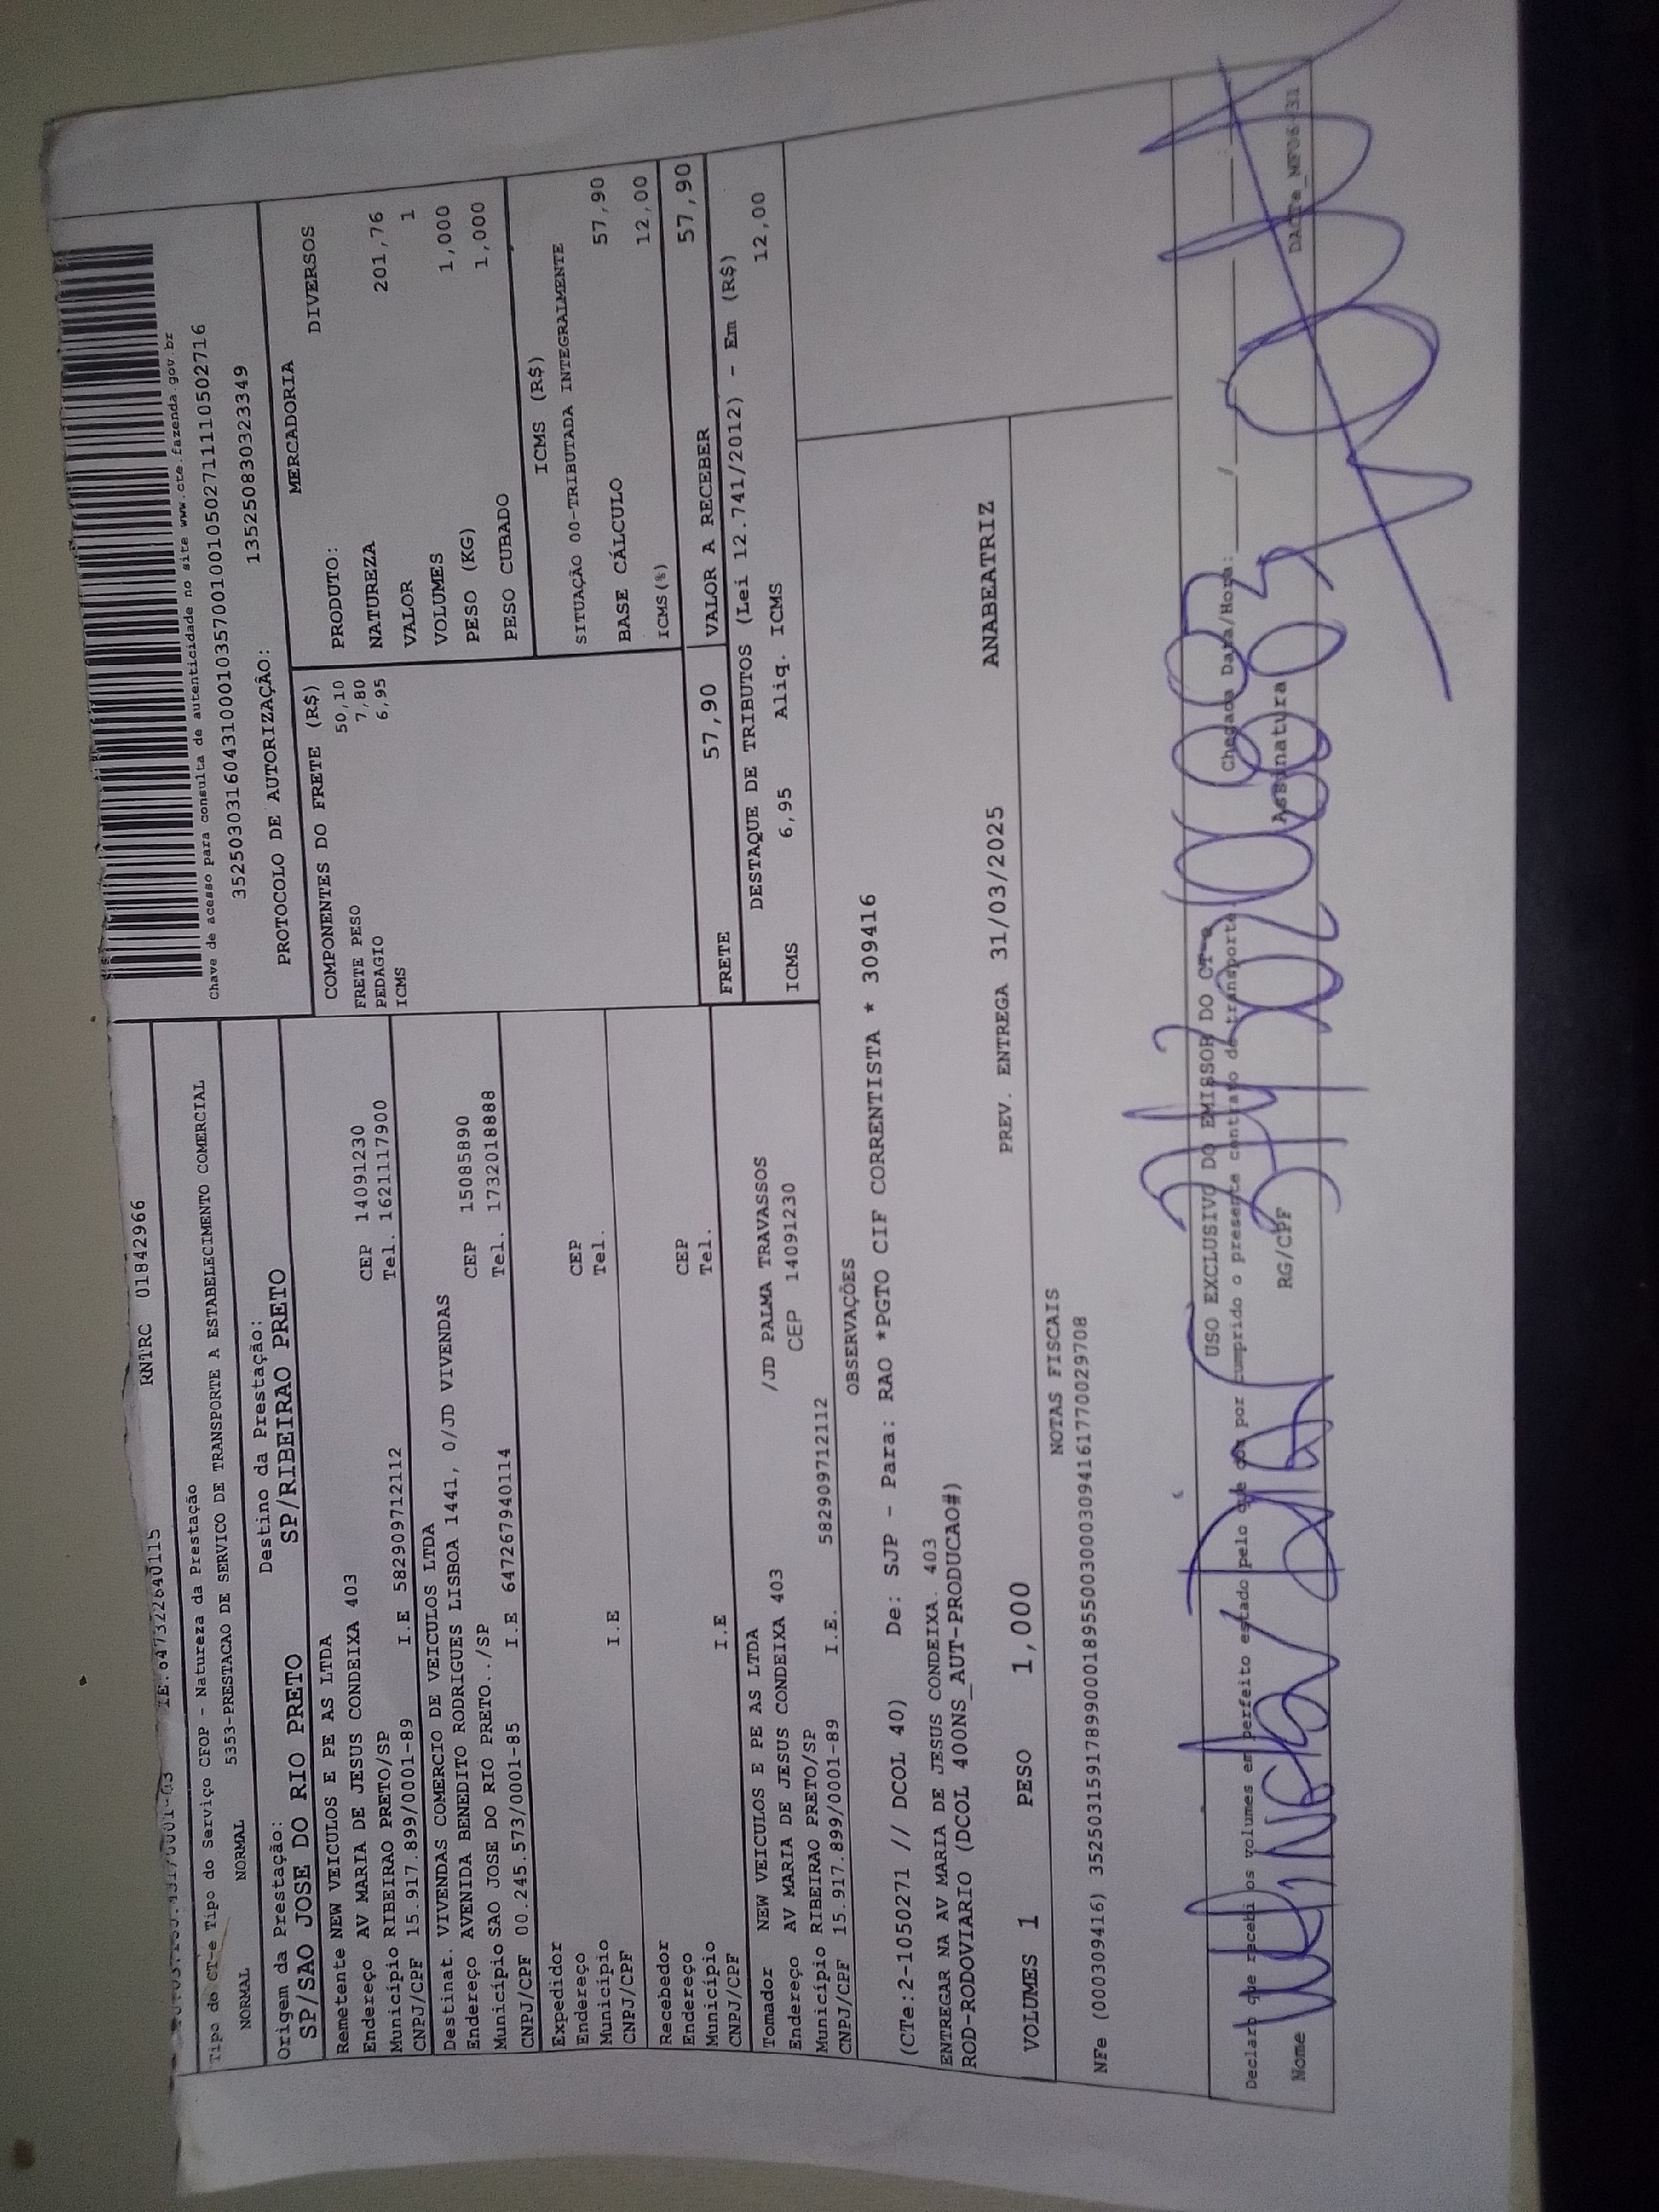 IE:647322640115 RNTRC 01842966
Tipo do CT-e Tipo do Serviço CFOP - Natureza da Prestação
NORMAL NORMAL 5353-PRESTACAO DE SERVICO DE TRANSPORTE A ESTABELECIMENTO COMERCIAL
Origem da Prestação: Destino da Prestação:
SP/SAO JOSE DO RIO PRETO SP/RIBEIRAO PRETO
Remetente NEW VEICULOS E PE AS LTDA
Endereço AV MARIA DE JESUS CONDEIXA 403 CEP 14091230
Município RIBEIRAO PRETO/SP Tel. 1621117900
CNPJ/CPF 15.917.899/0001-89 I.E 582909712112
Destinat. VIVENDAS COMERCIO DE VEICULOS LTDA
Endereço AVENIDA BENEDITO RODRIGUES LISBOA 1441, 0/JD VIVENDAS CEP 15085890
Município SAO JOSE DO RIO PRETO../SP Tel. 1732018888
CNPJ/CPF 00.245.573/0001-85 I.E 647267940114
Expedidor
Endereço CEP
Município Tel.
CNPJ/CPF I.E
Recebedor
Endereço CEP
Município Tel.
CNPJ/CPF I.E
Tomador NEW VEICULOS E PE AS LTDA
Endereço AV MARIA DE JESUS CONDEIXA 403 /JD PALMA TRAVASSOS
Município RIBEIRAO PRETO/SP CEP 14091230
CNPJ/CPF 15.917.899/0001-89 I.E. 582909712112
Chave de acesso para consulta de autenticidade no site www.cte.fazenda.gov.br
352503031604310001035700100105027111110502716
PROTOCOLO DE AUTORIZAÇÃO: 135250830323349
COMPONENTES DO FRETE (R$)
FRETE PESO 50,10
PEDAGIO 7,80
ICMS 6,95
MERCADORIA
PRODUTO: DIVERSOS
NATUREZA
VALOR 201,76
VOLUMES 1
PESO (KG) 1,000
PESO CUBADO 1,000
ICMS (R$)
SITUAÇÃO 00-TRIBUTADA INTEGRALMENTE
BASE CÁLCULO 57,90
ICMS(%) 12,00
FRETE 57,90 VALOR A RECEBER 57,90
DESTAQUE DE TRIBUTOS (Lei 12.741/2012) - Em (R$)
ICMS 6,95 Aliq. ICMS 12,00
OBSERVAÇÕES
(CTe:2-1050271 // DCOL 40) De: SJP - Para: RAO *PGTO CIF CORRENTISTA * 309416
ENTREGAR NA AV MARIA DE JESUS CONDEIXA. 403
ROD-RODOVIARIO (DCOL 400NS_AUT-PRODUCAO#)
PREV. ENTREGA 31/03/2025 ANABEATRIZ
VOLUMES 1 PESO 1,000
NOTAS FISCAIS
NFe (000309416) 35250315917899000189550030003094161770029708
USO EXCLUSIVO DO EMISSOR DO CT-e
Declaro que recebi os volumes em perfeito estado pelo que dou por cumprido o presente contrato de transporte. Chegada Data/Hora: ____/____/____ ____:____
Nome RG/CPF Assinatura DACTe_MF06-31